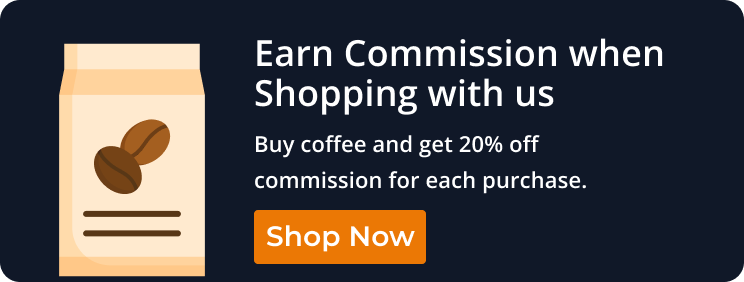 Earn Commission when
Shopping with us
Buy coffee and get 20% off
commission for each purchase.
Shop Now